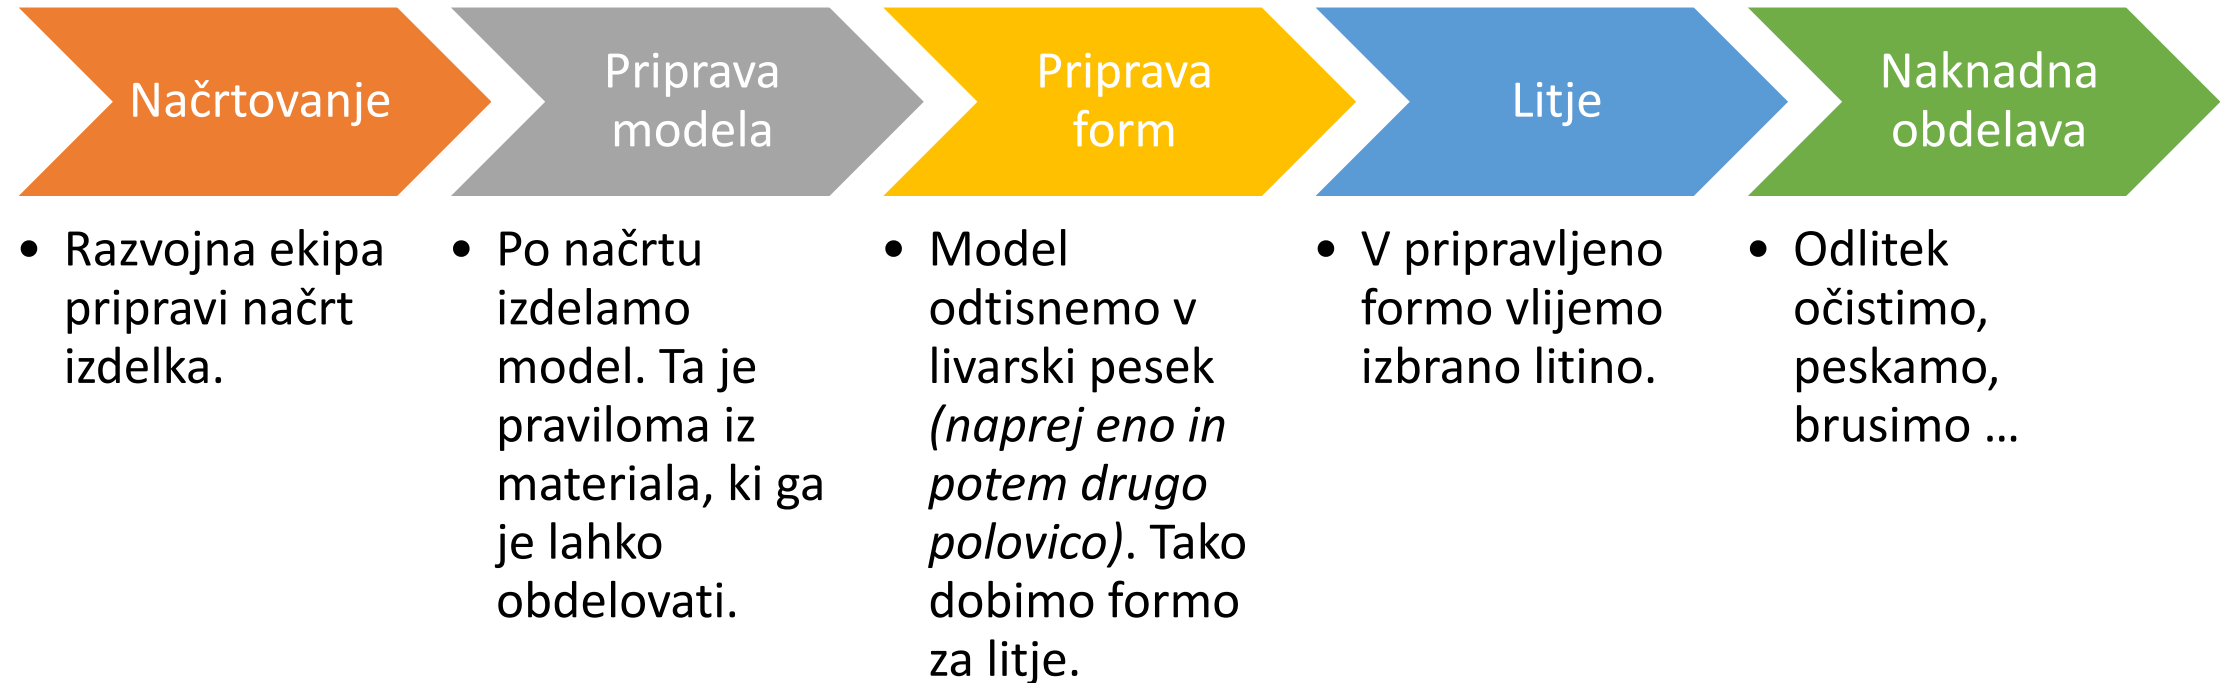 Načrtovanje
• Razvojna ekipa
pripravi načrt
izdelka.
Priprava
modela
• Po načrtu
izdelamo
model. Ta je
praviloma iz
materiala, ki ga
je lahko
obdelovati.
Priprava
form
• Model
odtisnemo v
livarski pesek
(naprej eno in
potem drugo
polovico). Tako
dobimo formo
za litje.
Litje
• V pripravljeno
formo vlijemo
izbrano litino.
Naknadna
obdelava
• Odlitek
očistimo,
peskamo,
brusimo …